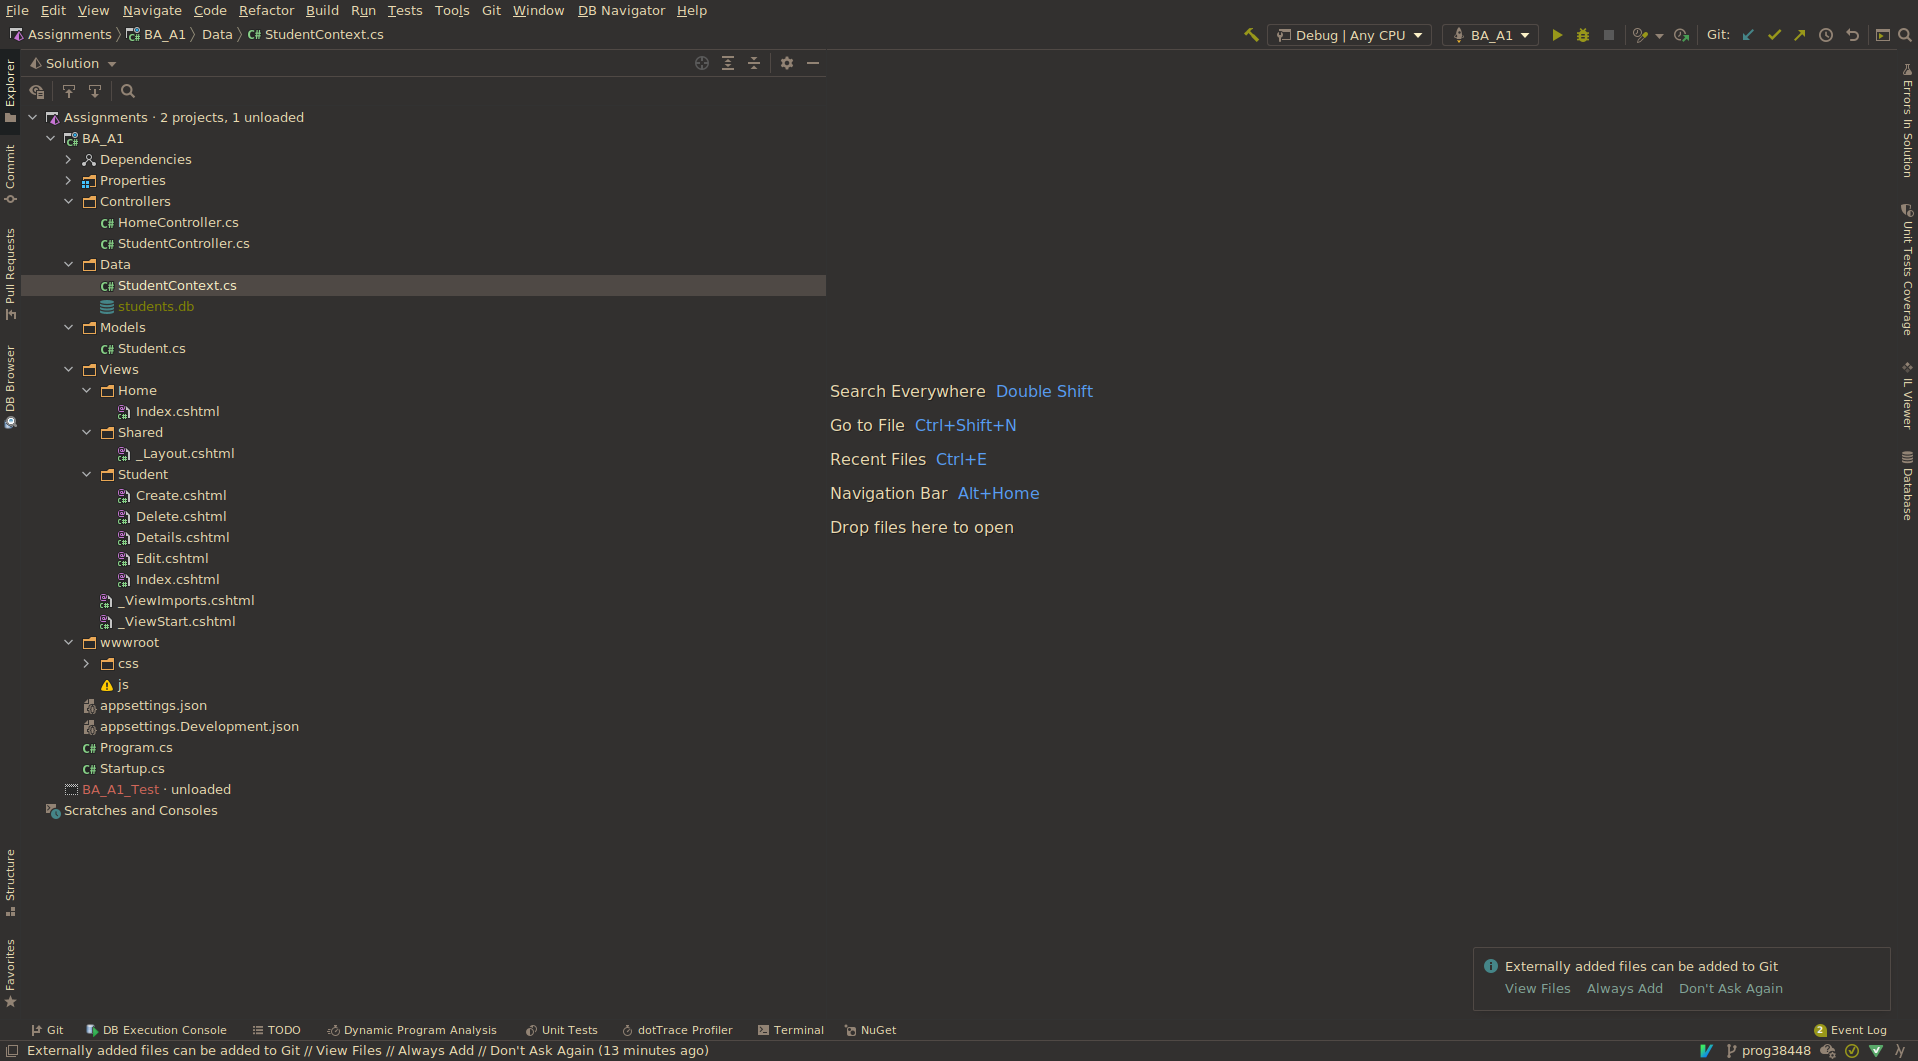 File Edit View Navigate Code Refactor Build Run Tests Tools Git Window DB Navigator Help
Assignments BA_A1 Data C# StudentContext.cs
Debug | Any CPU BA_A1 Git:
Solution
Assignments · 2 projects, 1 unloaded
BA_A1
Dependencies
Properties
Controllers
C# HomeController.cs
C# StudentController.cs
Data
C# StudentContext.cs
students.db
Models
C# Student.cs
Views
Home
Index.cshtml
Shared
_Layout.cshtml
Student
Create.cshtml
Delete.cshtml
Details.cshtml
Edit.cshtml
Index.cshtml
_ViewImports.cshtml
_ViewStart.cshtml
wwwroot
css
js
appsettings.json
appsettings.Development.json
C# Program.cs
C# Startup.cs
BA_A1_Test · unloaded
Scratches and Consoles
Explorer
Commit
Pull Requests
DB Browser
Structure
Favorites
Search Everywhere Double Shift
Go to File Ctrl+Shift+N
Recent Files Ctrl+E
Navigation Bar Alt+Home
Drop files here to open
Errors In Solution
Unit Tests Coverage
IL Viewer
Database
Externally added files can be added to Git
View Files Always Add Don't Ask Again
Git DB Execution Console TODO Dynamic Program Analysis Unit Tests dotTrace Profiler Terminal NuGet 2 Event Log
Externally added files can be added to Git // View Files // Always Add // Don't Ask Again (13 minutes ago) prog38448